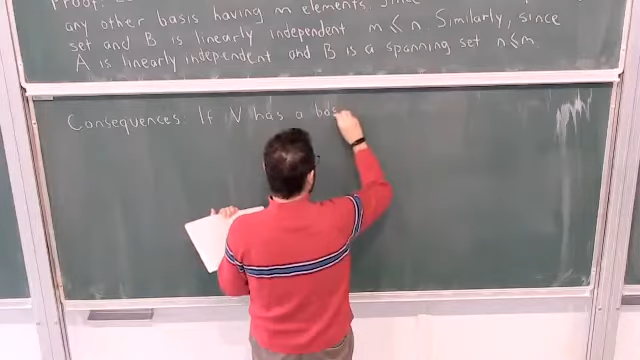 Proof:
any other basis having m elements. Since
set and B is linearly independent m ⩽ n. Similarly, since
A is linearly independent and B is a spanning set n⩽m.
Consequences: If V has a bas